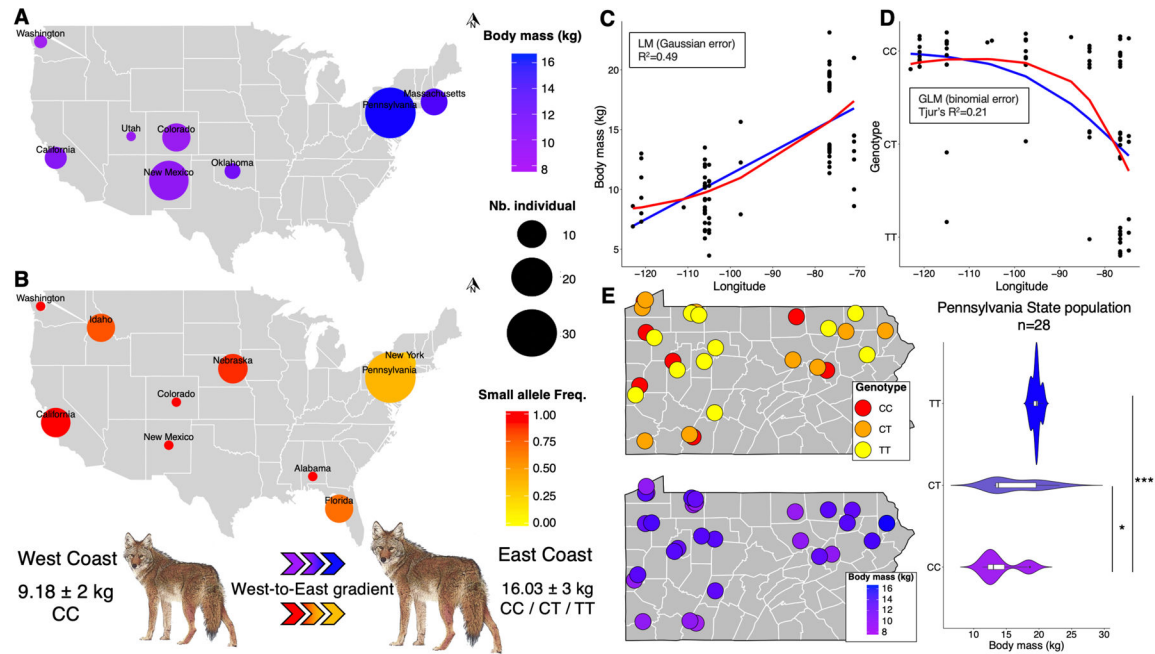 A
N
Washington
Utah
Colorado
California
New Mexico
Oklahoma
Pennsylvania
Massachusetts
Body mass (kg)
16
14
12
10
8
Nb. individual
10
20
30
B
N
Washington
Idaho
Nebraska
New York
Pennsylvania
Colorado
California
New Mexico
Alabama
Florida
Small allele Freq.
1.00
0.75
0.50
0.25
0.00
West Coast
9.18 ± 2 kg
CC
West-to-East gradient
East Coast
16.03 ± 3 kg
CC / CT / TT
C
LM (Gaussian error)
R²=0.49
Body mass (kg)
20
15
10
5
−120 −110 −100 −90 −80 −70
Longitude
D
GLM (binomial error)
Tjur's R²=0.21
Genotype
CC
CT
TT
−120 −110 −100 −90 −80
Longitude
E
Genotype
CC
CT
TT
Body mass (kg)
16
14
12
10
8
Pennsylvania State population
n=28
TT
CT
CC
***
*
10 15 20 25 30
Body mass (kg)